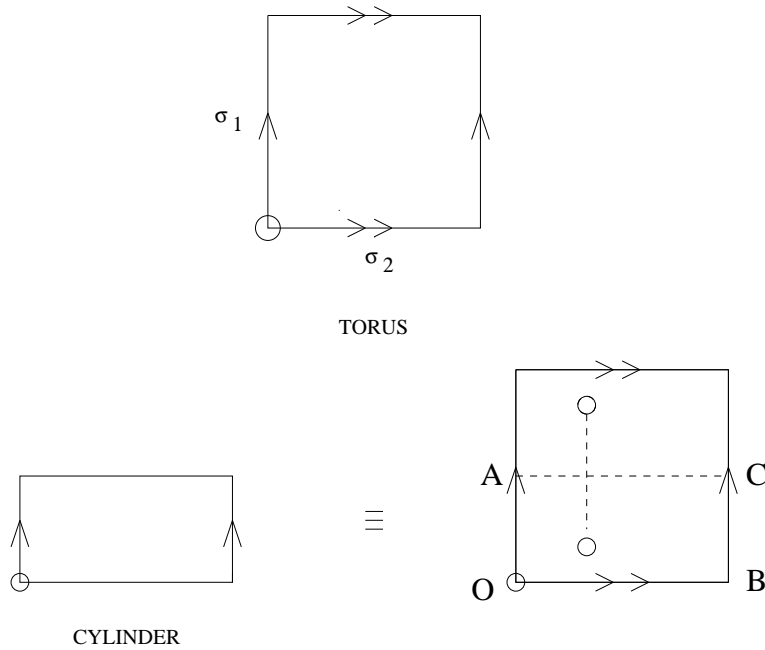 σ 1
σ 2
TORUS
A C
≡
O B
CYLINDER